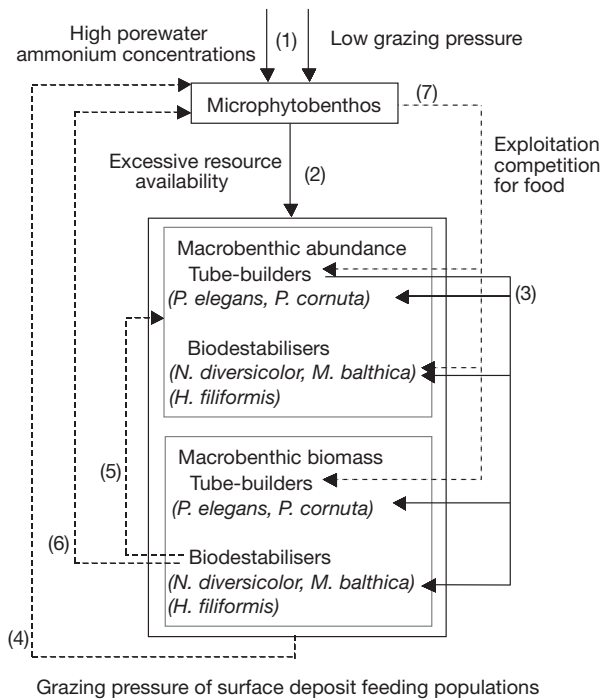 High porewater
ammonium concentrations
(1)
Low grazing pressure
Microphytobenthos
(7)
Excessive resource
availability
(2)
Exploitation
competition
for food
Macrobenthic abundance
Tube-builders
(P. elegans, P. cornuta)
(3)
Biodestabilisers
(N. diversicolor, M. balthica)
(H. filiformis)
(5)
Macrobenthic biomass
Tube-builders
(P. elegans, P. cornuta)
(6)
Biodestabilisers
(N. diversicolor, M. balthica)
(H. filiformis)
(4)
Grazing pressure of surface deposit feeding populations